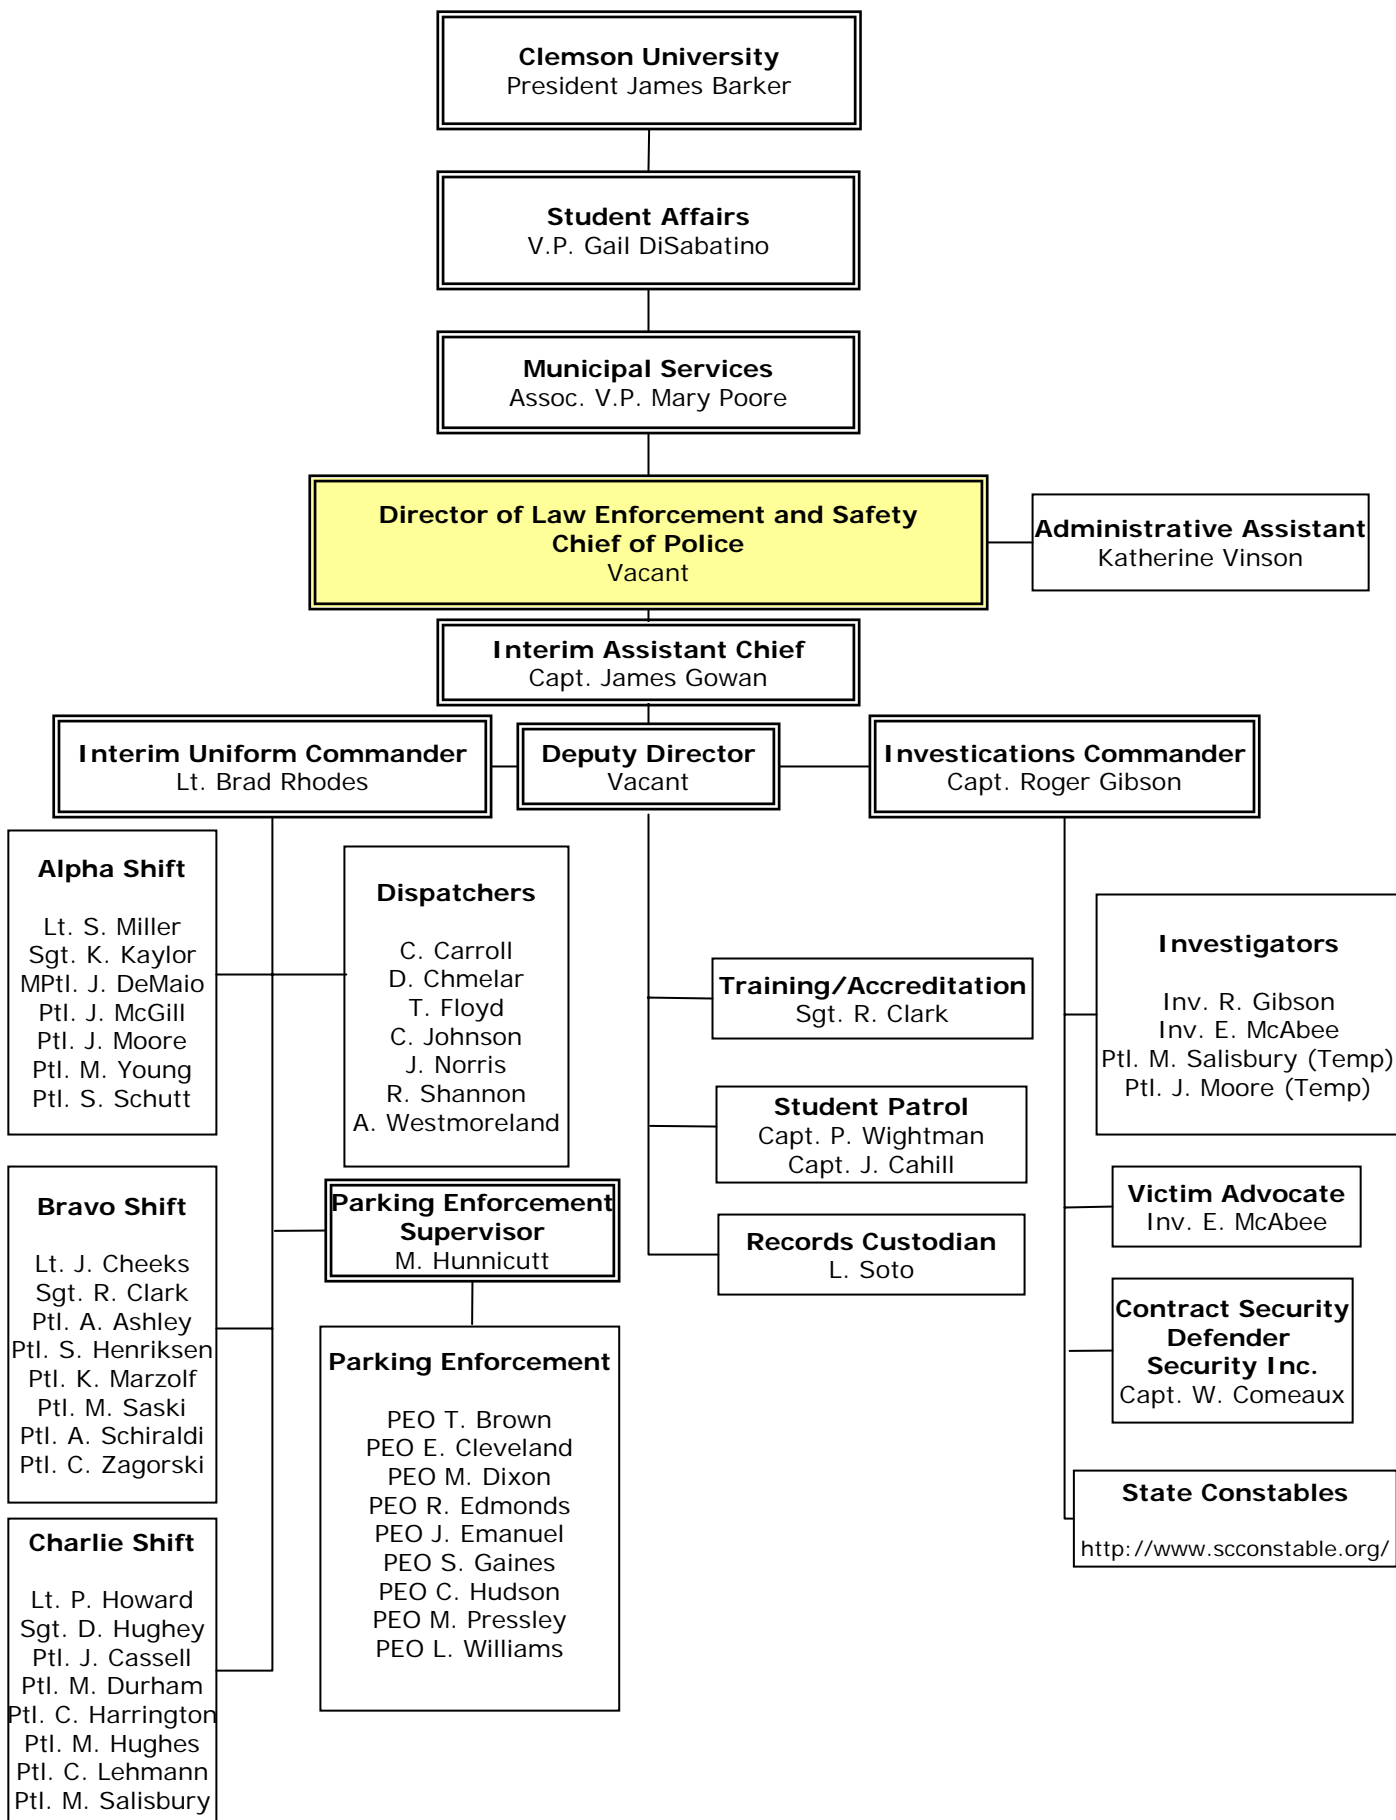 Clemson University
President James Barker
Student Affairs
V.P. Gail DiSabatino
Municipal Services
Assoc. V.P. Mary Poore
Director of Law Enforcement and Safety
Chief of Police
Vacant
Administrative Assistant
Katherine Vinson
Interim Assistant Chief
Capt. James Gowan
Interim Uniform Commander
Lt. Brad Rhodes
Deputy Director
Vacant
Investications Commander
Capt. Roger Gibson
Alpha Shift
Lt. S. Miller
Sgt. K. Kaylor
MPtl. J. DeMaio
Ptl. J. McGill
Ptl. J. Moore
Ptl. M. Young
Ptl. S. Schutt
Dispatchers
C. Carroll
D. Chmelar
T. Floyd
C. Johnson
J. Norris
R. Shannon
A. Westmoreland
Training/Accreditation
Sgt. R. Clark
Investigators
Inv. R. Gibson
Inv. E. McAbee
Ptl. M. Salisbury (Temp)
Ptl. J. Moore (Temp)
Student Patrol
Capt. P. Wightman
Capt. J. Cahill
Bravo Shift
Lt. J. Cheeks
Sgt. R. Clark
Ptl. A. Ashley
Ptl. S. Henriksen
Ptl. K. Marzolf
Ptl. M. Saski
Ptl. A. Schiraldi
Ptl. C. Zagorski
Parking Enforcement
Supervisor
M. Hunnicutt
Records Custodian
L. Soto
Victim Advocate
Inv. E. McAbee
Contract Security
Defender
Security Inc.
Capt. W. Comeaux
Parking Enforcement
PEO T. Brown
PEO E. Cleveland
PEO M. Dixon
PEO R. Edmonds
PEO J. Emanuel
PEO S. Gaines
PEO C. Hudson
PEO M. Pressley
PEO L. Williams
State Constables
http://www.scconstable.org/
Charlie Shift
Lt. P. Howard
Sgt. D. Hughey
Ptl. J. Cassell
Ptl. M. Durham
Ptl. C. Harrington
Ptl. M. Hughes
Ptl. C. Lehmann
Ptl. M. Salisbury